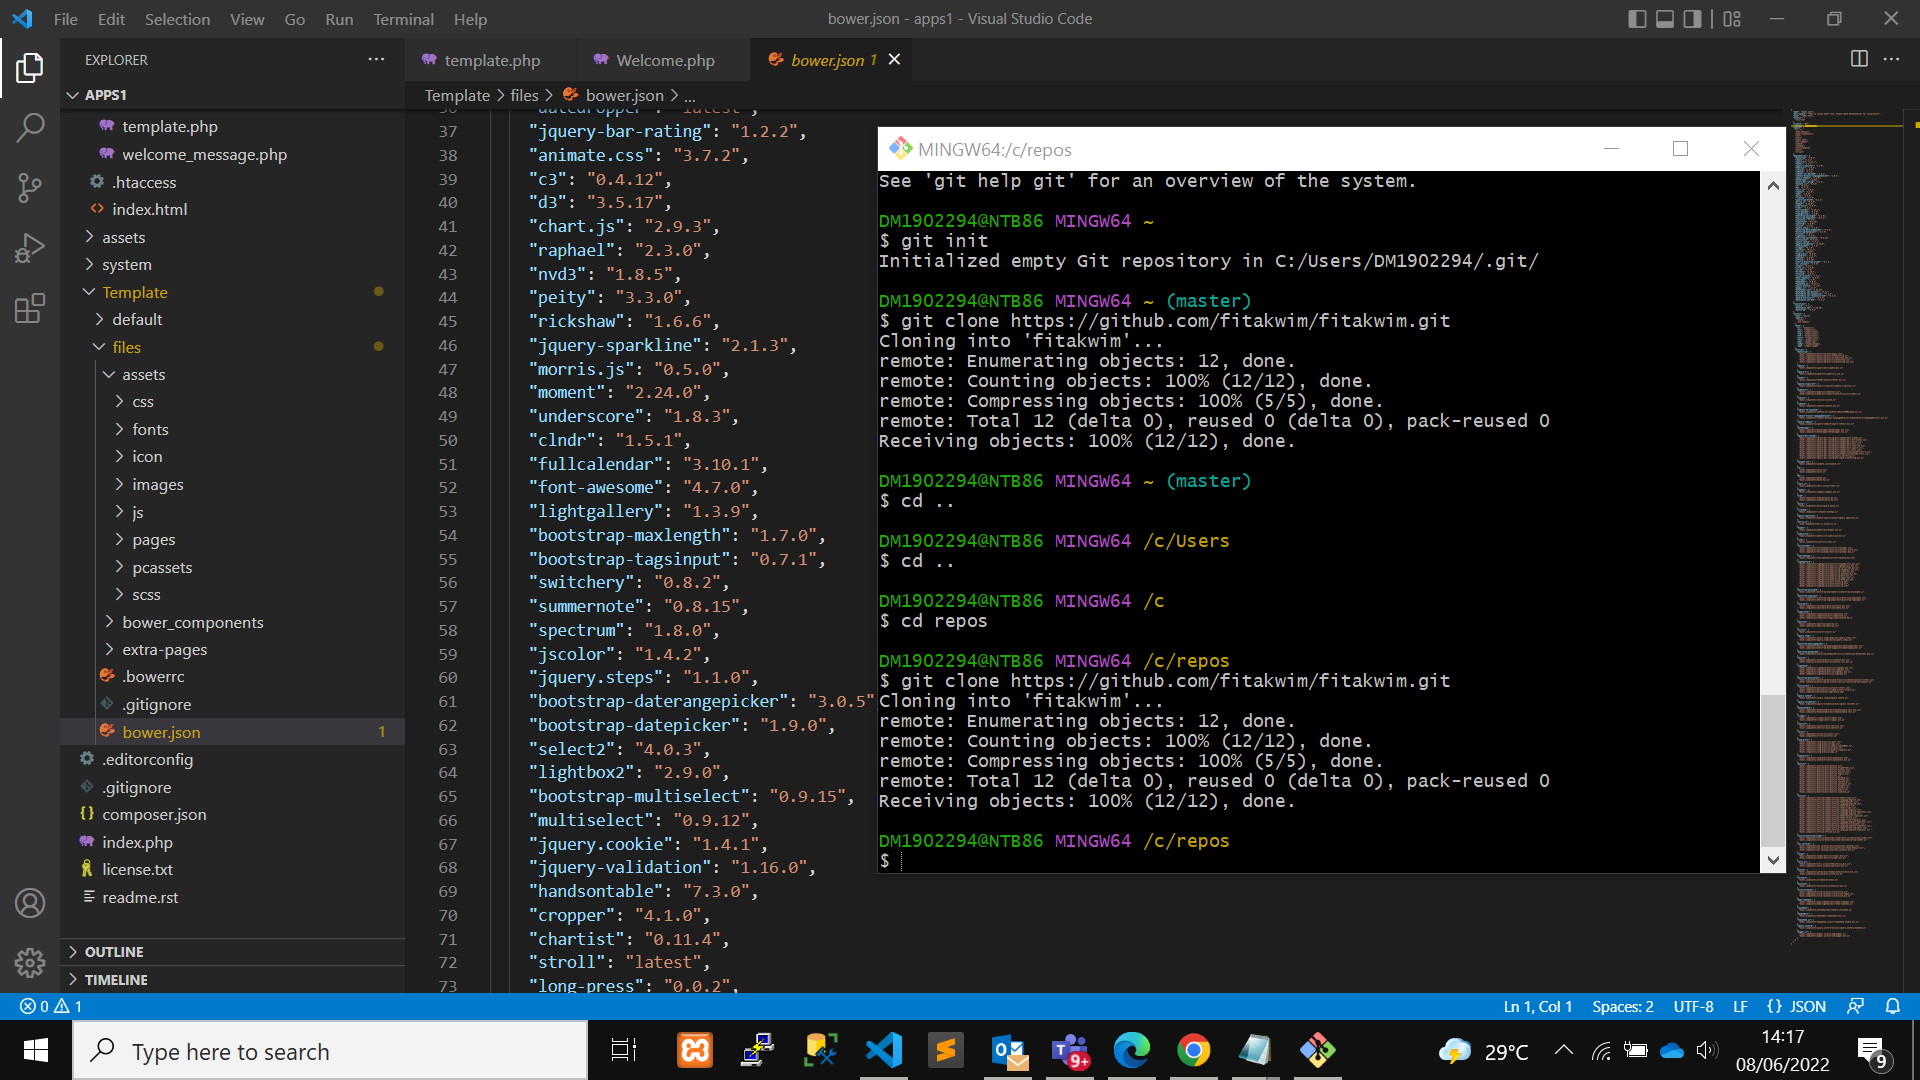 File Edit Selection View Go Run Terminal Help
bower.json - apps1 - Visual Studio Code
EXPLORER
APPS1
template.php
welcome_message.php
.htaccess
index.html
assets
system
Template
default
files
assets
css
fonts
icon
images
js
pages
pcassets
scss
bower_components
extra-pages
.bowerrc
.gitignore
bower.json 1
.editorconfig
.gitignore
composer.json
index.php
license.txt
readme.rst
OUTLINE
TIMELINE
template.php Welcome.php bower.json 1
Template > files > bower.json > ...
37 "jquery-bar-rating": "1.2.2",
38 "animate.css": "3.7.2",
39 "c3": "0.4.12",
40 "d3": "3.5.17",
41 "chart.js": "2.9.3",
42 "raphael": "2.3.0",
43 "nvd3": "1.8.5",
44 "peity": "3.3.0",
45 "rickshaw": "1.6.6",
46 "jquery-sparkline": "2.1.3",
47 "morris.js": "0.5.0",
48 "moment": "2.24.0",
49 "underscore": "1.8.3",
50 "clndr": "1.5.1",
51 "fullcalendar": "3.10.1",
52 "font-awesome": "4.7.0",
53 "lightgallery": "1.3.9",
54 "bootstrap-maxlength": "1.7.0",
55 "bootstrap-tagsinput": "0.7.1",
56 "switchery": "0.8.2",
57 "summernote": "0.8.15",
58 "spectrum": "1.8.0",
59 "jscolor": "1.4.2",
60 "jquery.steps": "1.1.0",
61 "bootstrap-daterangepicker": "3.0.5"
62 "bootstrap-datepicker": "1.9.0",
63 "select2": "4.0.3",
64 "lightbox2": "2.9.0",
65 "bootstrap-multiselect": "0.9.15",
66 "multiselect": "0.9.12",
67 "jquery.cookie": "1.4.1",
68 "jquery-validation": "1.16.0",
69 "handsontable": "7.3.0",
70 "cropper": "4.1.0",
71 "chartist": "0.11.4",
72 "stroll": "latest",
73 "long-press": "0.0.2",
MINGW64:/c/repos
See 'git help git' for an overview of the system.
DM1902294@NTB86 MINGW64 ~
$ git init
Initialized empty Git repository in C:/Users/DM1902294/.git/
DM1902294@NTB86 MINGW64 ~ (master)
$ git clone https://github.com/fitakwim/fitakwim.git
Cloning into 'fitakwim'...
remote: Enumerating objects: 12, done.
remote: Counting objects: 100% (12/12), done.
remote: Compressing objects: 100% (5/5), done.
remote: Total 12 (delta 0), reused 0 (delta 0), pack-reused 0
Receiving objects: 100% (12/12), done.
DM1902294@NTB86 MINGW64 ~ (master)
$ cd ..
DM1902294@NTB86 MINGW64 /c/Users
$ cd ..
DM1902294@NTB86 MINGW64 /c
$ cd repos
DM1902294@NTB86 MINGW64 /c/repos
$ git clone https://github.com/fitakwim/fitakwim.git
Cloning into 'fitakwim'...
remote: Enumerating objects: 12, done.
remote: Counting objects: 100% (12/12), done.
remote: Compressing objects: 100% (5/5), done.
remote: Total 12 (delta 0), reused 0 (delta 0), pack-reused 0
Receiving objects: 100% (12/12), done.
DM1902294@NTB86 MINGW64 /c/repos
$
0 1
Ln 1, Col 1 Spaces: 2 UTF-8 LF {} JSON
Type here to search
9+
29°C
14:17
08/06/2022
9